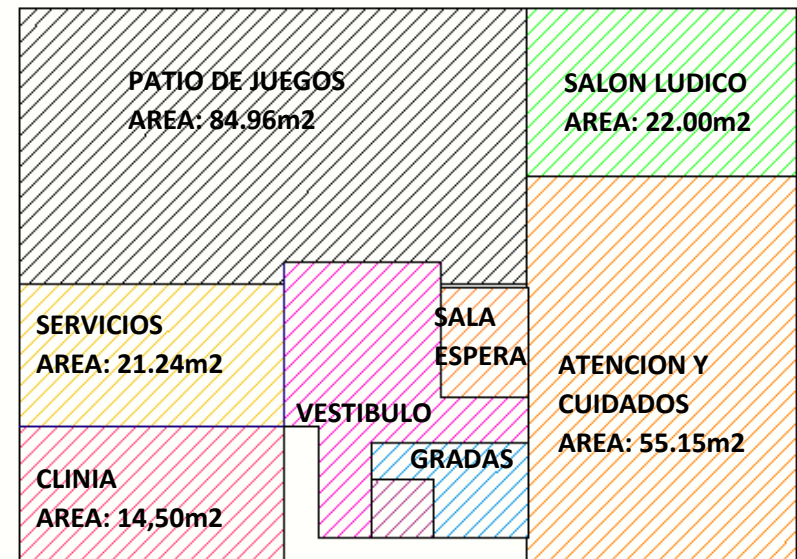 PATIO DE JUEGOS
AREA: 84.96m2
SALON LUDICO
AREA: 22.00m2
SERVICIOS
AREA: 21.24m2
SALA
ESPERA
ATENCION Y
CUIDADOS
AREA: 55.15m2
VESTIBULO
GRADAS
CLINIA
AREA: 14,50m2